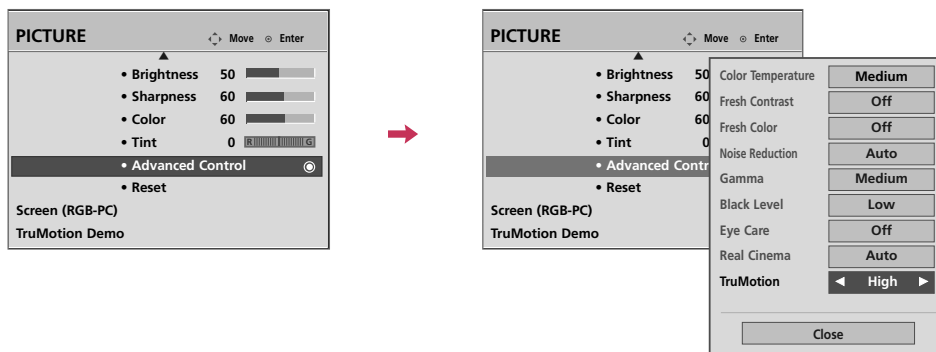 PICTURE
Move Enter
• Brightness 50
• Sharpness 60
• Color 60
• Tint 0 R G
• Advanced Control
• Reset
Screen (RGB-PC)
TruMotion Demo
PICTURE
Move Enter
• Brightness 50
• Sharpness 60
• Color 60
• Tint 0
• Advanced Contr
• Reset
Screen (RGB-PC)
TruMotion Demo
Color Temperature Medium
Fresh Contrast Off
Fresh Color Off
Noise Reduction Auto
Gamma Medium
Black Level Low
Eye Care Off
Real Cinema Auto
TruMotion ◀ High ▶
Close